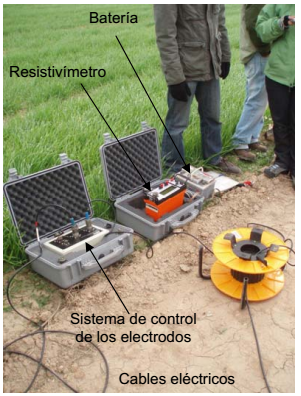 Batería
Resistivímetro
Sistema de control
de los electrodos
Cables eléctricos